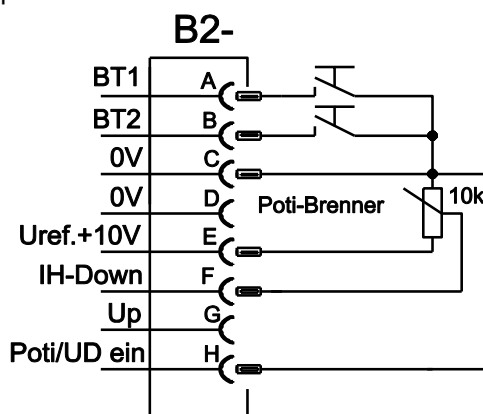 B2-
BT1 A
BT2 B
0V C
0V D
Poti-Brenner 10k
Uref.+10V E
IH-Down F
Up G
Poti/UD ein H